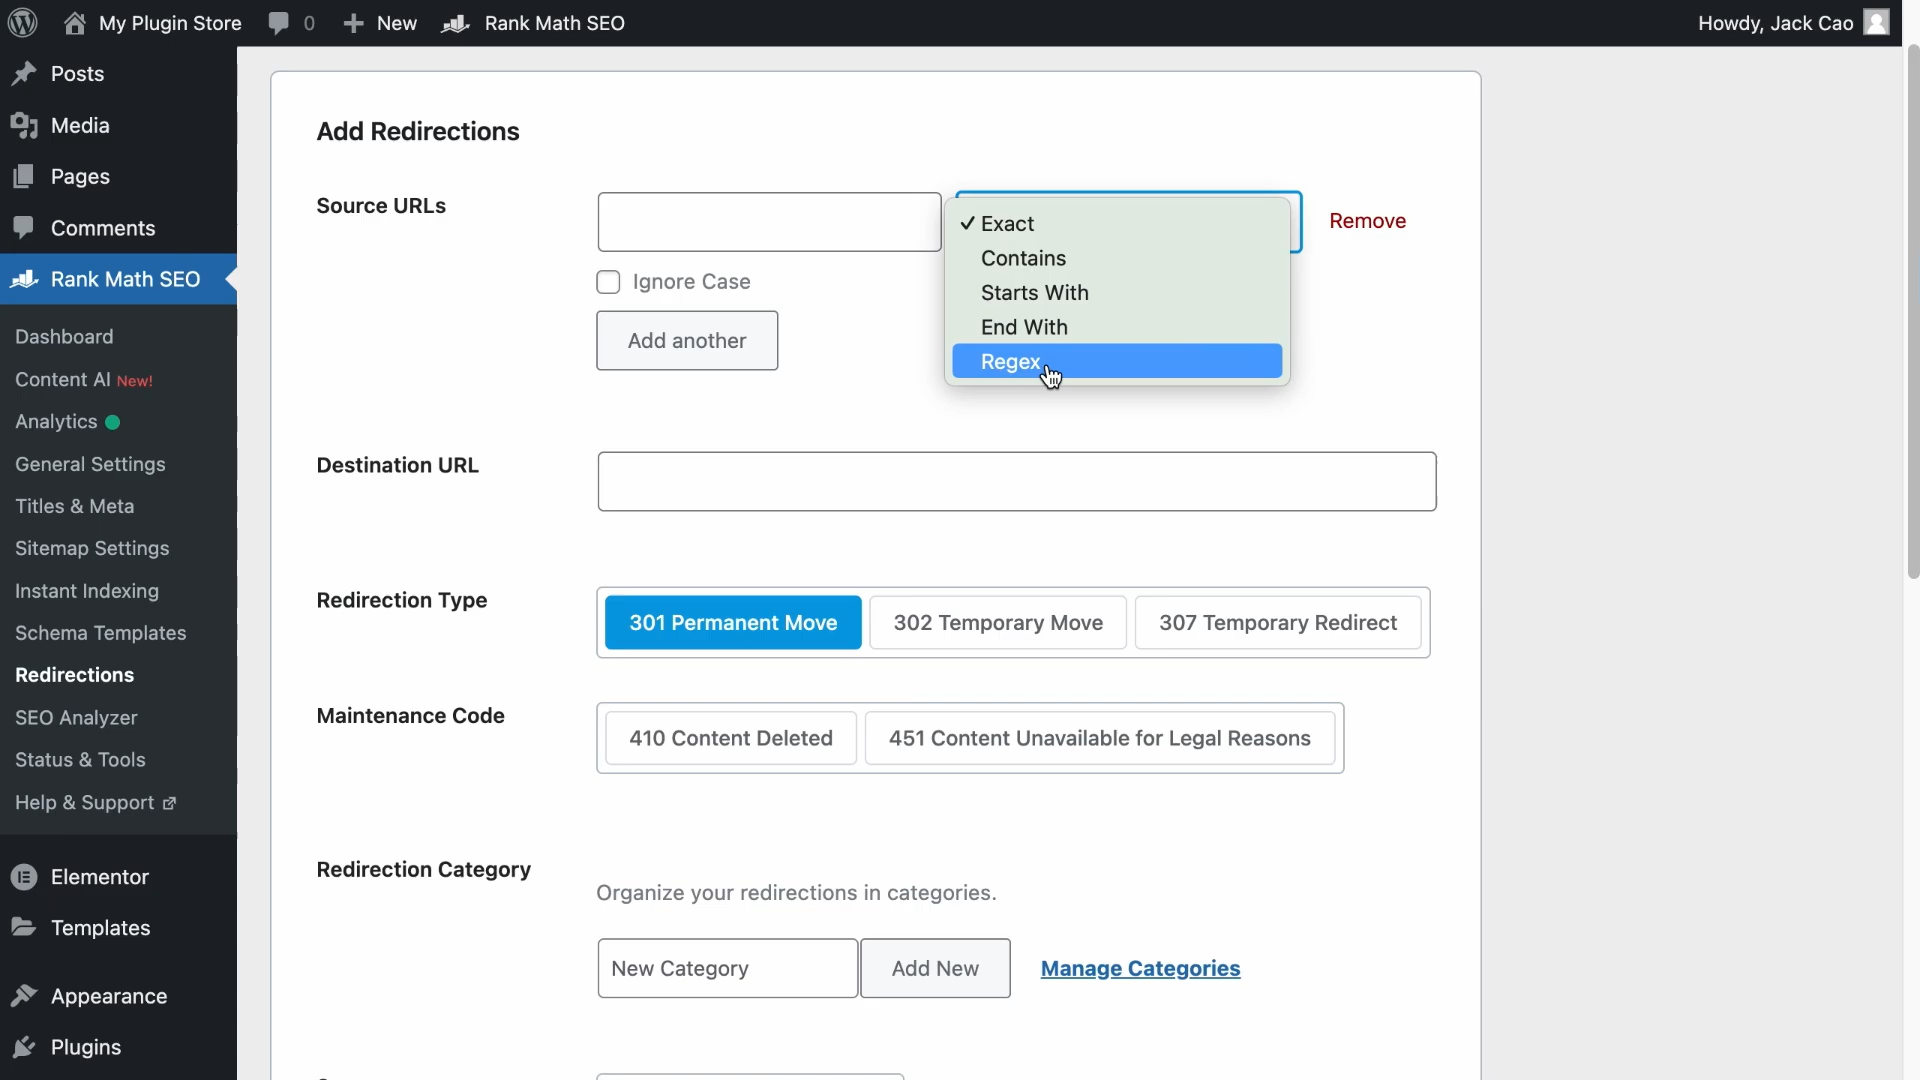 My Plugin Store 0 New Rank Math SEO Howdy, Jack Cao
Posts
Media
Pages
Comments
Rank Math SEO
Dashboard
Content AI New!
Analytics
General Settings
Titles & Meta
Sitemap Settings
Instant Indexing
Schema Templates
Redirections
SEO Analyzer
Status & Tools
Help & Support
Elementor
Templates
Appearance
Plugins
Add Redirections
Source URLs
Remove
Exact
Contains
Starts With
End With
Regex
Ignore Case
Add another
Destination URL
Redirection Type
301 Permanent Move 302 Temporary Move 307 Temporary Redirect
Maintenance Code
410 Content Deleted 451 Content Unavailable for Legal Reasons
Redirection Category
Organize your redirections in categories.
New Category Add New Manage Categories